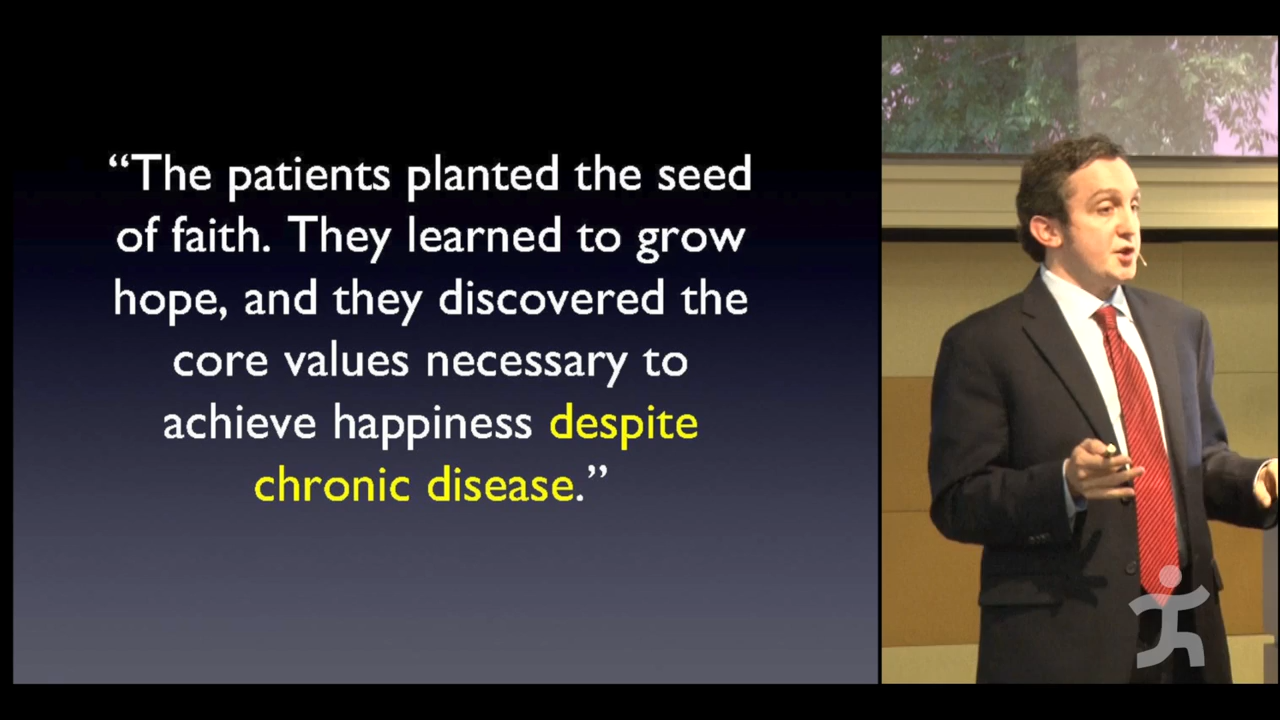 “The patients planted the seed
of faith. They learned to grow
hope, and they discovered the
core values necessary to
achieve happiness despite
chronic disease.”